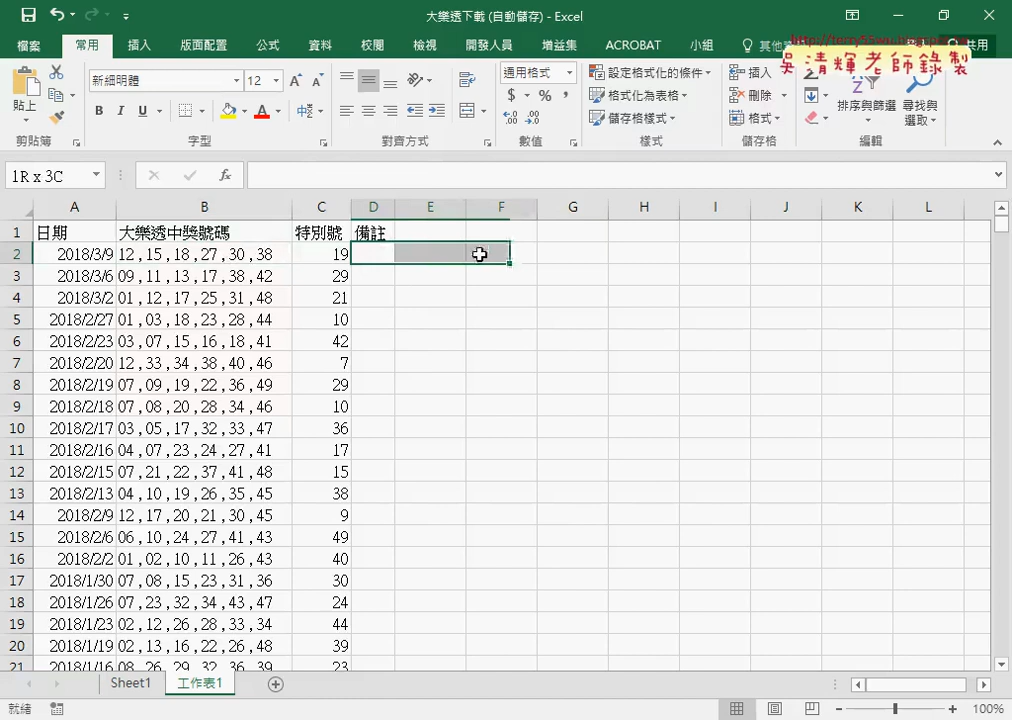 大樂透下載 (自動儲存) - Excel
檔案 常用 插入 版面配置 公式 資料 校閱 檢視 開發人員 增益集 ACROBAT 小組 共用
吳清輝老師錄製
新細明體 12 通用格式 設定格式化的條件 插入
貼上 B I U A 中 $ % , 格式化為表格 刪除 排序與篩選 尋找與選取
儲存格樣式 格式
剪貼簿 字型 對齊方式 數值 樣式 儲存格 編輯
1R x 3C fx
A B C D E F G H I J K L
1 日期 大樂透中獎號碼 特別號 備註
2 2018/3/9 12 , 15 , 18 , 27 , 30 , 38 19
3 2018/3/6 09 , 11 , 13 , 17 , 38 , 42 29
4 2018/3/2 01 , 12 , 17 , 25 , 31 , 48 21
5 2018/2/27 01 , 03 , 18 , 23 , 28 , 44 10
6 2018/2/23 03 , 07 , 15 , 16 , 18 , 41 42
7 2018/2/20 12 , 33 , 34 , 38 , 40 , 46 7
8 2018/2/19 07 , 09 , 19 , 22 , 36 , 49 29
9 2018/2/18 07 , 08 , 20 , 28 , 34 , 46 10
10 2018/2/17 03 , 05 , 17 , 32 , 33 , 47 36
11 2018/2/16 04 , 07 , 23 , 24 , 27 , 41 17
12 2018/2/15 07 , 21 , 22 , 37 , 41 , 48 15
13 2018/2/13 04 , 10 , 19 , 26 , 35 , 45 38
14 2018/2/9 12 , 17 , 20 , 21 , 30 , 45 9
15 2018/2/6 06 , 10 , 24 , 27 , 41 , 43 49
16 2018/2/2 01 , 02 , 10 , 11 , 26 , 43 40
17 2018/1/30 07 , 08 , 15 , 23 , 31 , 36 30
18 2018/1/26 07 , 23 , 32 , 34 , 43 , 47 24
19 2018/1/23 02 , 12 , 26 , 28 , 33 , 34 44
20 2018/1/19 02 , 13 , 16 , 22 , 26 , 48 39
21 2018/1/16 08 , 26 , 29 , 32 , 36 , 39 23
Sheet1 工作表1
就緒 100%